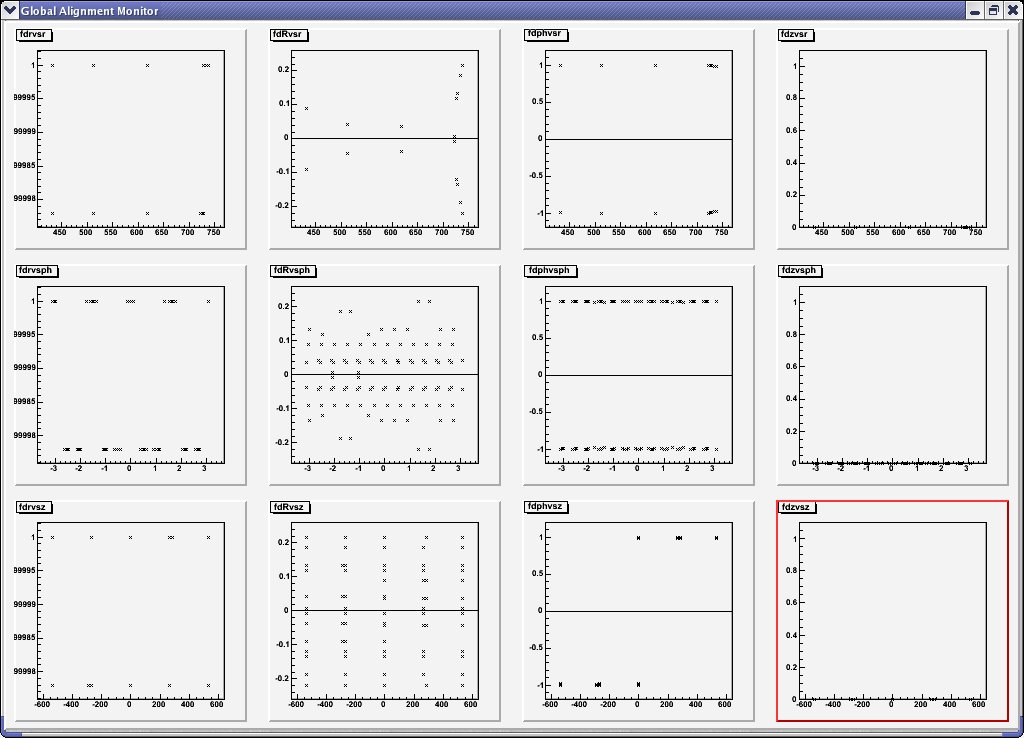 Global Alignment Monitor
fdrvsr fdRvsr fdphvsr fdzvsr
1 0.2 1 1
99995 0.1 0.5 0.8
99999 0 0 0.6
99985 -0.1 -0.5 0.4
99998 -0.2 -1 0.2
0
450 500 550 600 650 700 750 450 500 550 600 650 700 750 450 500 550 600 650 700 750 450 500 550 600 650 700 750
fdrvsph fdRvsph fdphvsph fdzvsph
1 0.2 1 1
99995 0.1 0.5 0.8
99999 0 0 0.6
99985 -0.1 -0.5 0.4
99998 -0.2 -1 0.2
0
-3 -2 -1 0 1 2 3 -3 -2 -1 0 1 2 3 -3 -2 -1 0 1 2 3 -3 -2 -1 0 1 2 3
fdrvsz fdRvsz fdphvsz fdzvsz
1 0.2 1 1
99995 0.1 0.5 0.8
99999 0 0 0.6
99985 -0.1 -0.5 0.4
99998 -0.2 -1 0.2
0
-600 -400 -200 0 200 400 600 -600 -400 -200 0 200 400 600 -600 -400 -200 0 200 400 600 -600 -400 -200 0 200 400 600